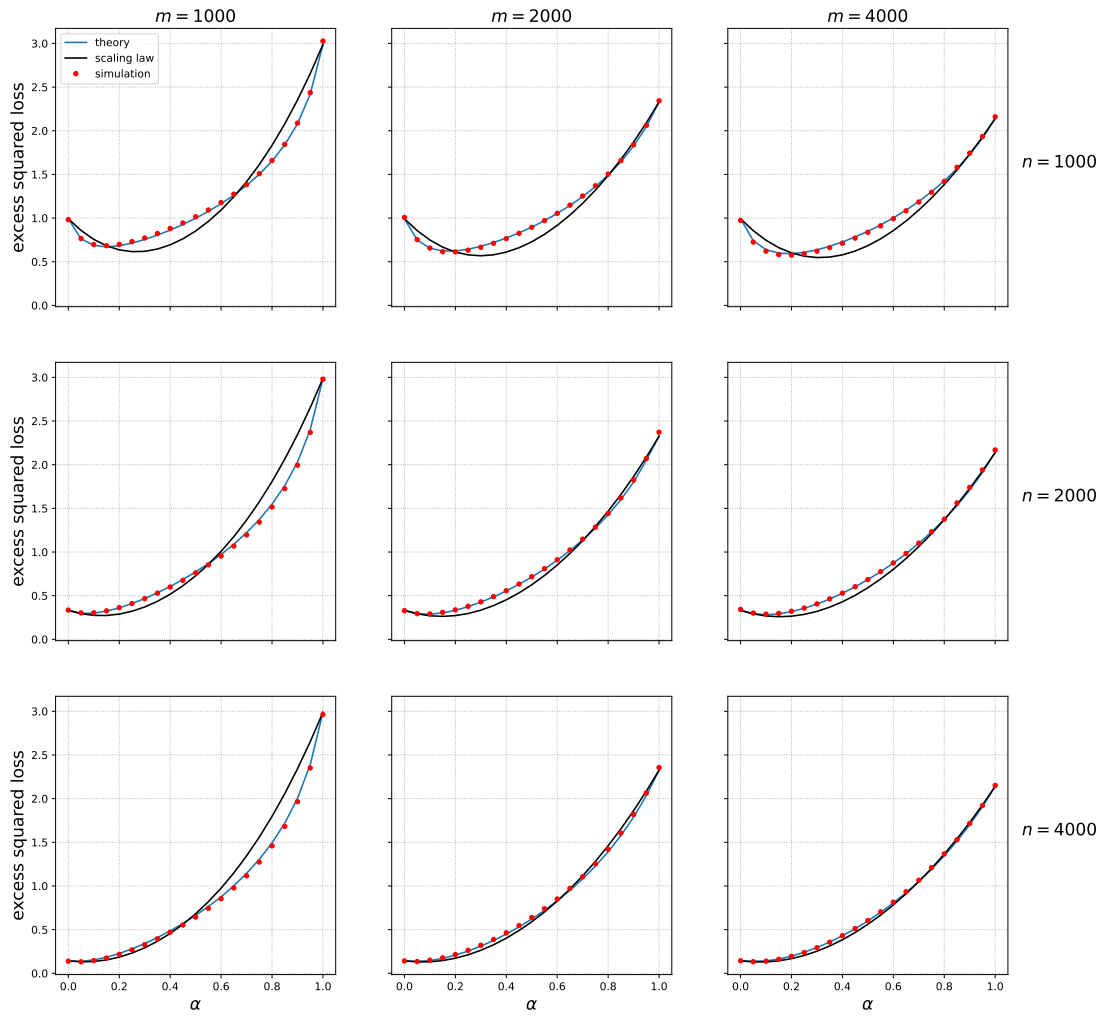 m = 1000
m = 2000
m = 4000
theory
scaling law
simulation
excess squared loss
3.0
2.5
2.0
1.5
1.0
0.5
0.0
n = 1000
excess squared loss
3.0
2.5
2.0
1.5
1.0
0.5
0.0
n = 2000
excess squared loss
3.0
2.5
2.0
1.5
1.0
0.5
0.0
n = 4000
0.0 0.2 0.4 0.6 0.8 1.0
0.0 0.2 0.4 0.6 0.8 1.0
0.0 0.2 0.4 0.6 0.8 1.0
α
α
α